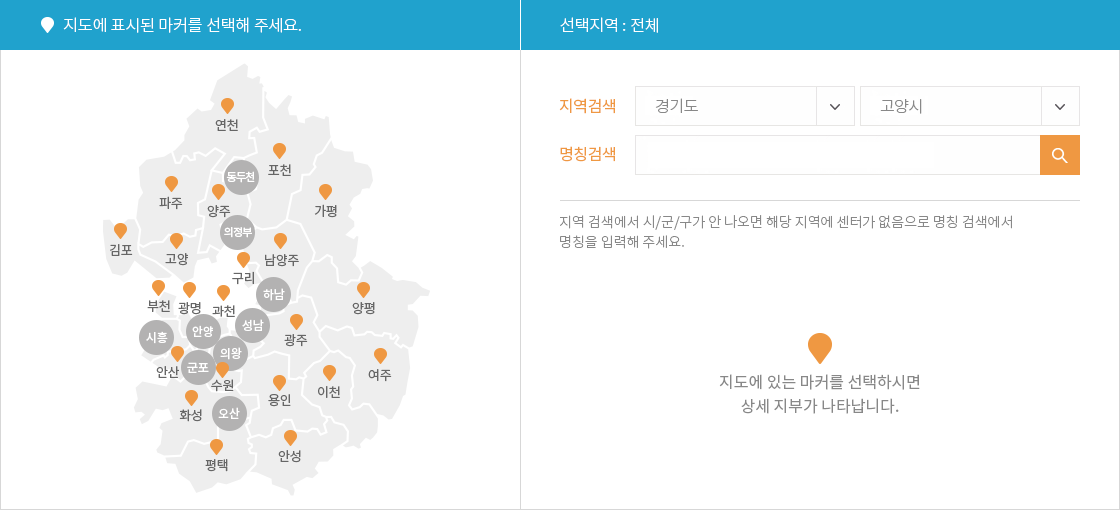 지도에 표시된 마커를 선택해 주세요.
선택지역 : 전체
연천
포천
동두천
파주
양주
가평
의정부
김포
고양
남양주
구리
하남
부천
광명
과천
양평
시흥
안양
성남
광주
의왕
안산
군포
수원
여주
이천
용인
화성
오산
안성
평택
지역검색
경기도
고양시
명칭검색
지역 검색에서 시/군/구가 안 나오면 해당 지역에 센터가 없음으로 명칭 검색에서
명칭을 입력해 주세요.
지도에 있는 마커를 선택하시면
상세 지부가 나타납니다.